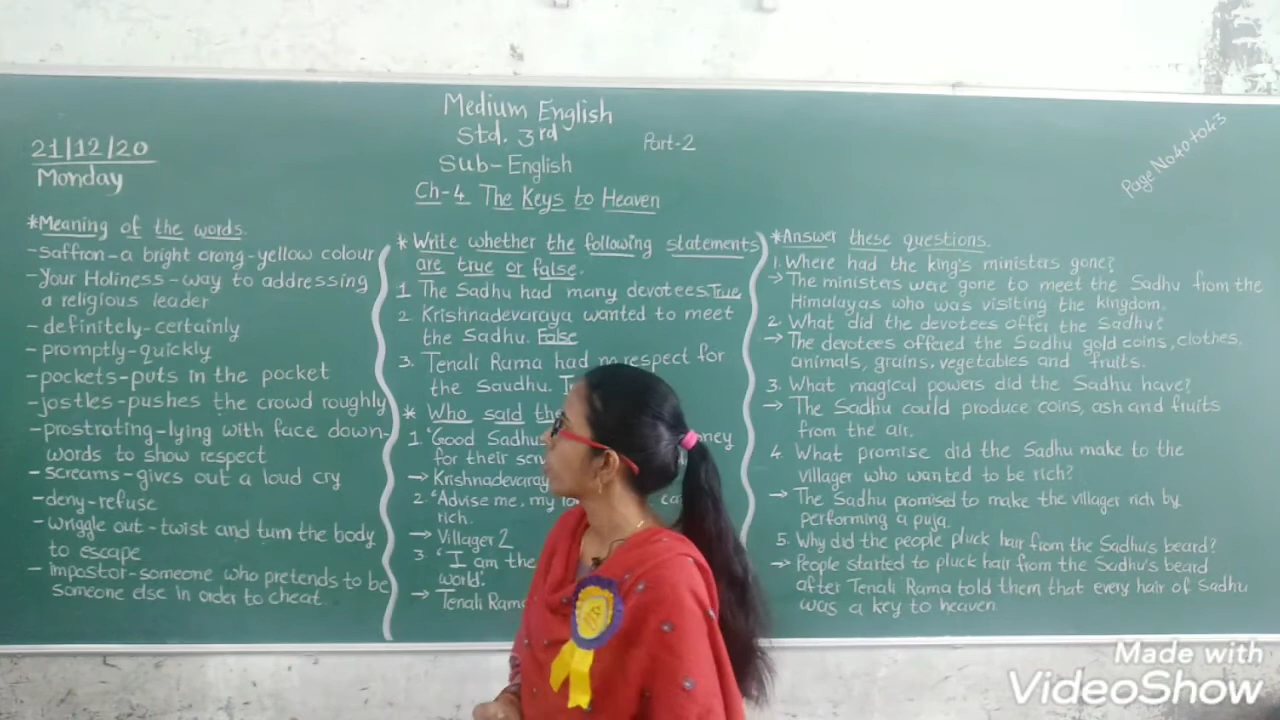 21/12/20
Monday
Medium English
Std. 3rd
Part-2
Sub-English
Ch-4 The Keys to Heaven
Page No 40 to 43
*Meaning of the words.
-Saffron-a bright orang-yellow colour
-Your Holiness-way to addressing
a religious leader
-definitely-certainly
-promptly-quickly
-pockets-puts in the pocket
-jostles-pushes the crowd roughly
-prostrating-lying with face down-
words to show respect
-screams-gives out a loud cry
-deny-refuse
-wriggle out-twist and turn the body
to escape
-impostor-someone who pretends to be
someone else in order to cheat
* Write whether the following statements
are true or false.
1. The Sadhu had many devotees. True
2. Krishnadevaraya wanted to meet
the Sadhu. False
3. Tenali Rama had no respect for
the Saudhu.
* Who said
1. "Good Sadhus
for their
→ Krishnadevaray
2. "Advise me, my
rich.
→ Villager 2
3. "I am the
world".
→ Tenali Rama
*Answer these questions.
1. Where had the king's ministers gone?
→ The ministers were gone to meet the Sadhu from the
Himalayas who was visiting the kingdom.
2. What did the devotees offer the Sadhu?
→ The devotees offered the Sadhu gold coins, clothes,
animals, grains, vegetables and fruits.
3. What magical powers did the Sadhu have?
→ The Sadhu could produce coins, ash and fruits
from the air.
4. What promise did the Sadhu make to the
villager who wanted to be rich?
→ The Sadhu promised to make the villager rich by
performing a puja.
5. Why did the people pluck hair from the Sadhu's beard?
→ People started to pluck hair from the Sadhu's beard
after Tenali Rama told them that every hair of Sadhu
was a key to heaven
Made with
VideoShow